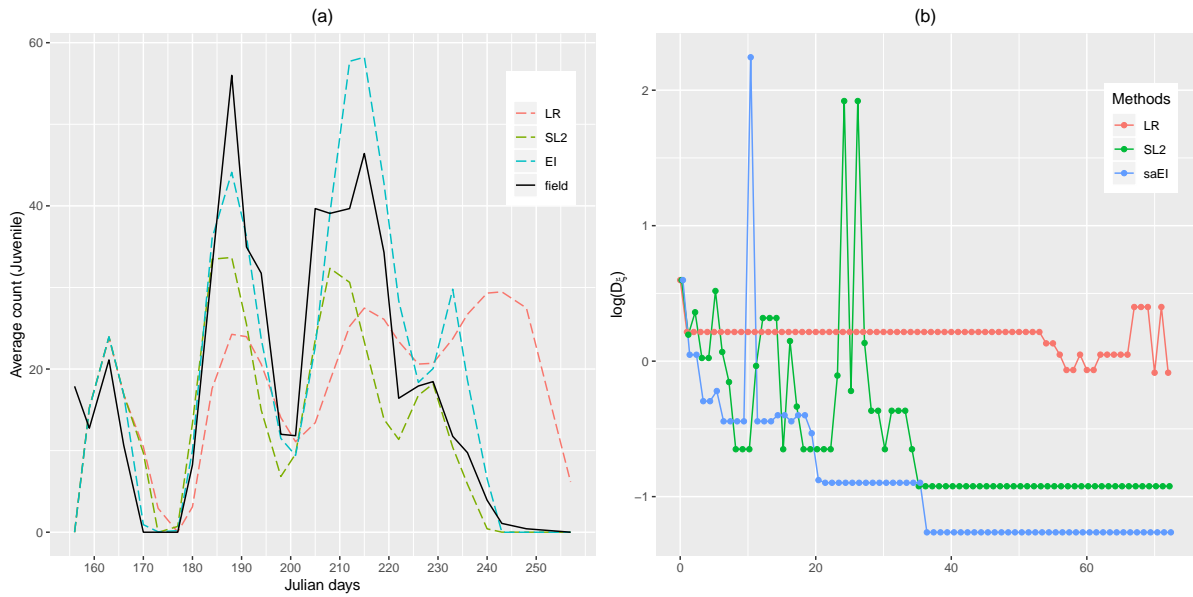 (a)
Average count (Juvenile)
60
40
20
0
160 170 180 190 200 210 220 230 240 250
Julian days
LR
SL2
EI
field
(b)
log(Dξ)
2
1
0
−1
0 20 40 60
Methods
LR
SL2
saEI